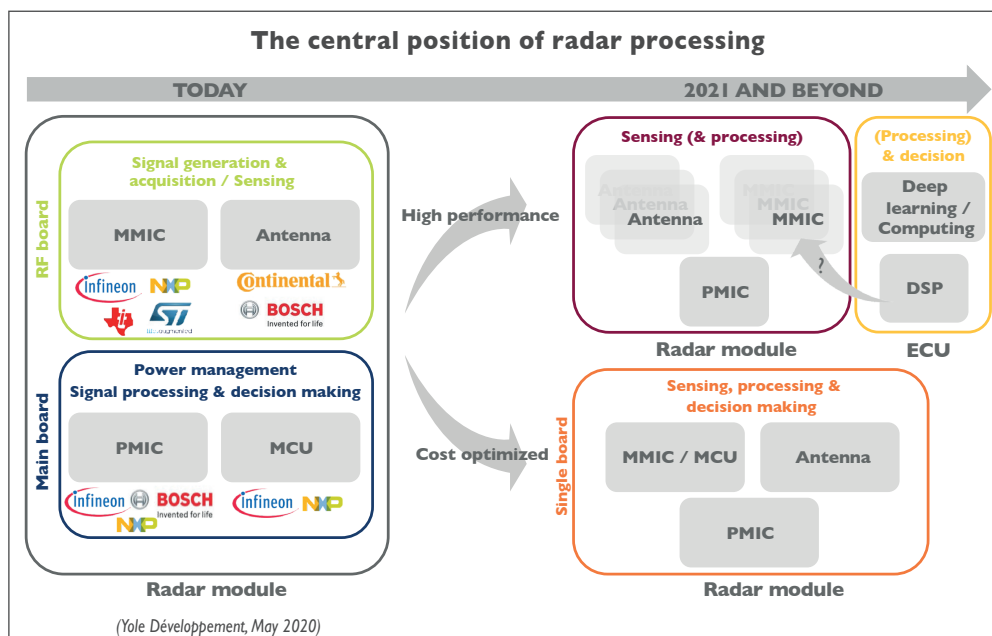 The central position of radar processing
TODAY
2021 AND BEYOND
RF board
Signal generation &
acquisition / Sensing
MMIC
Antenna
infineon
NXP
Continental
BOSCH
Invented for life
ST
life.augmented
Main board
Power management
Signal processing & decision making
PMIC
MCU
infineon
BOSCH
Invented for life
NXP
infineon
NXP
Radar module
(Yole Développement, May 2020)
High performance
Cost optimized
Sensing (& processing)
Antenna
Antenna
Antenna
MMIC
MMIC
MMIC
PMIC
?
Radar module
(Processing)
& decision
Deep
learning /
Computing
DSP
ECU
Single board
Sensing, processing &
decision making
MMIC / MCU
Antenna
PMIC
Radar module